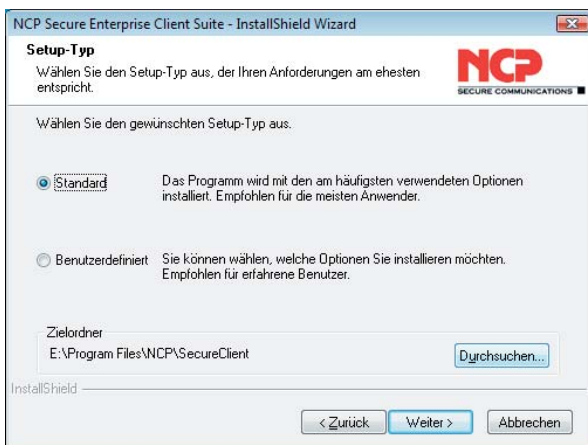 NCP Secure Enterprise Client Suite - InstallShield Wizard
Setup-Typ
Wählen Sie den Setup-Typ aus, der Ihren Anforderungen am ehesten
entspricht.
NCP
SECURE COMMUNICATIONS
Wählen Sie den gewünschten Setup-Typ aus.
Standard
Das Programm wird mit den am häufigsten verwendeten Optionen
installiert. Empfohlen für die meisten Anwender.
Benutzerdefiniert
Sie können wählen, welche Optionen Sie installieren möchten.
Empfohlen für erfahrene Benutzer.
Zielordner
E:\Program Files\NCP\SecureClient
Durchsuchen...
InstallShield
< Zurück
Weiter >
Abbrechen